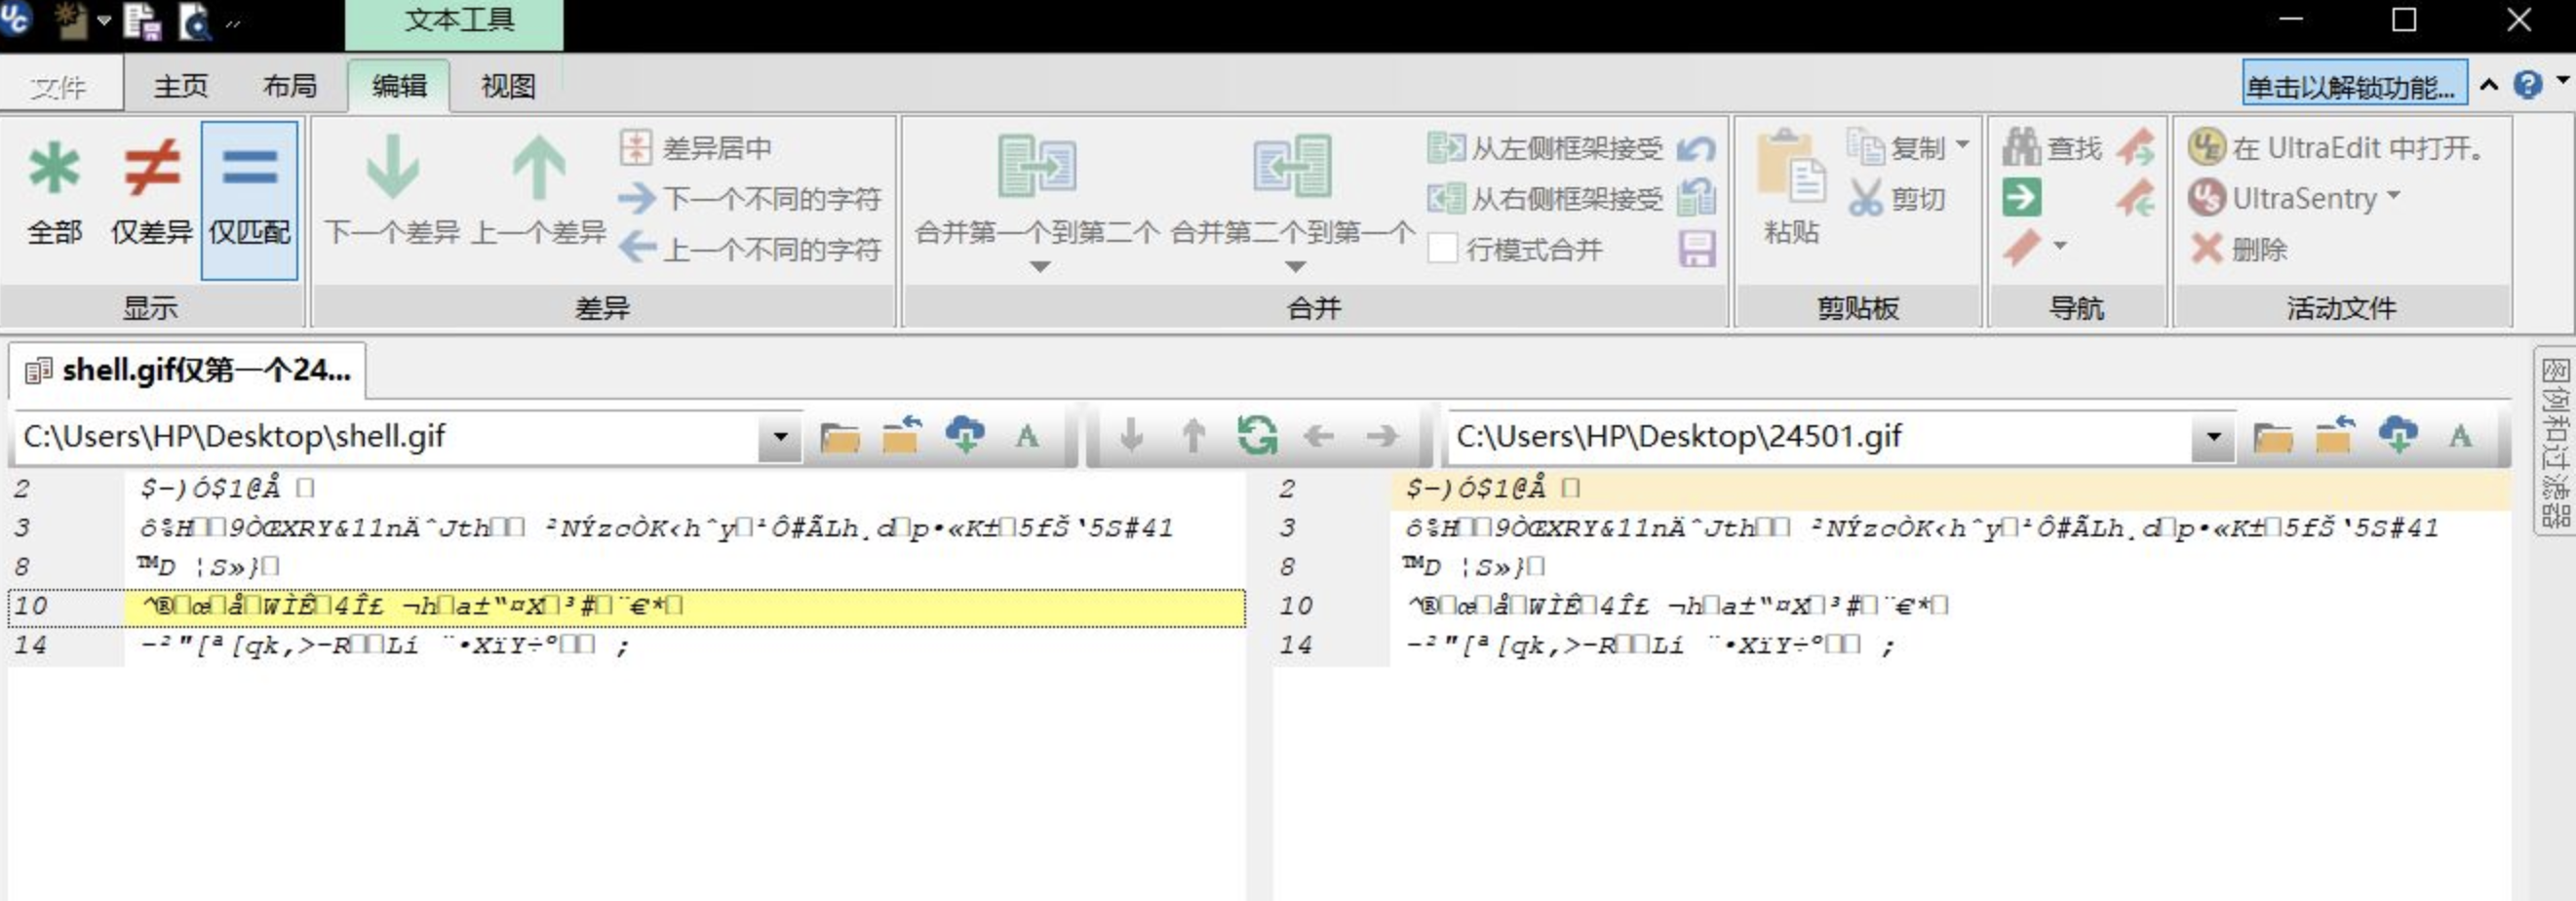 文本工具
文件 主页 布局 编辑 视图 单击以解锁功能...
全部 仅差异 仅匹配
显示
下一个差异 上一个差异
差异居中
下一个不同的字符
上一个不同的字符
差异
合并第一个到第二个 合并第二个到第一个
从左侧框架接受
从右侧框架接受
行模式合并
合并
粘贴
复制
剪切
剪贴板
查找
导航
在 UltraEdit 中打开。
UltraSentry
删除
活动文件
shell.gif仅第一个24...
图例和过滤器
C:\Users\HP\Desktop\shell.gif
C:\Users\HP\Desktop\24501.gif
2 $-)Ó$1@Å □
3 ô%H□□9ÒŒXRY&11nÄˆJth□□ ²NÝzcÒK‹hˆy□¹Ô#ÃLh¸d□p•«K±□5fŠ‘5S#41
8 ™D ¦S»}□
10 ^®□œ□å□WÌÊ□4Î£ ¬h□a±“¤X□³#□¨€*□
14 -²"[ª[qk,>-R□□Lí ¨•XïY÷º□□ ;
2 $-)Ó$1@Å □
3 ô%H□□9ÒŒXRY&11nÄˆJth□□ ²NÝzcÒK‹hˆy□¹Ô#ÃLh¸d□p•«K±□5fŠ‘5S#41
8 ™D ¦S»}□
10 ^®□œ□å□WÌÊ□4Î£ ¬h□a±“¤X□³#□¨€*□
14 -²"[ª[qk,>-R□□Lí ¨•XïY÷º□□ ;